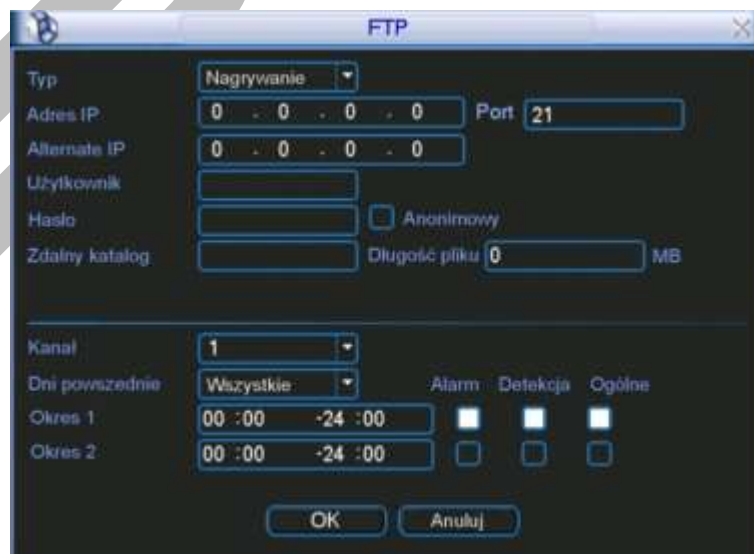 FTP
Typ Nagrywanie
Adres IP 0 . 0 . 0 . 0 Port 21
Alternate IP 0 . 0 . 0 . 0
Użytkownik
Hasło Anonimowy
Zdalny katalog Długość pliku 0 MB
Kanał 1
Dni powszednie Wszystkie Alarm Detekcja Ogólne
Okres 1 00 :00 -24 :00
Okres 2 00 :00 -24 :00
OK Anuluj